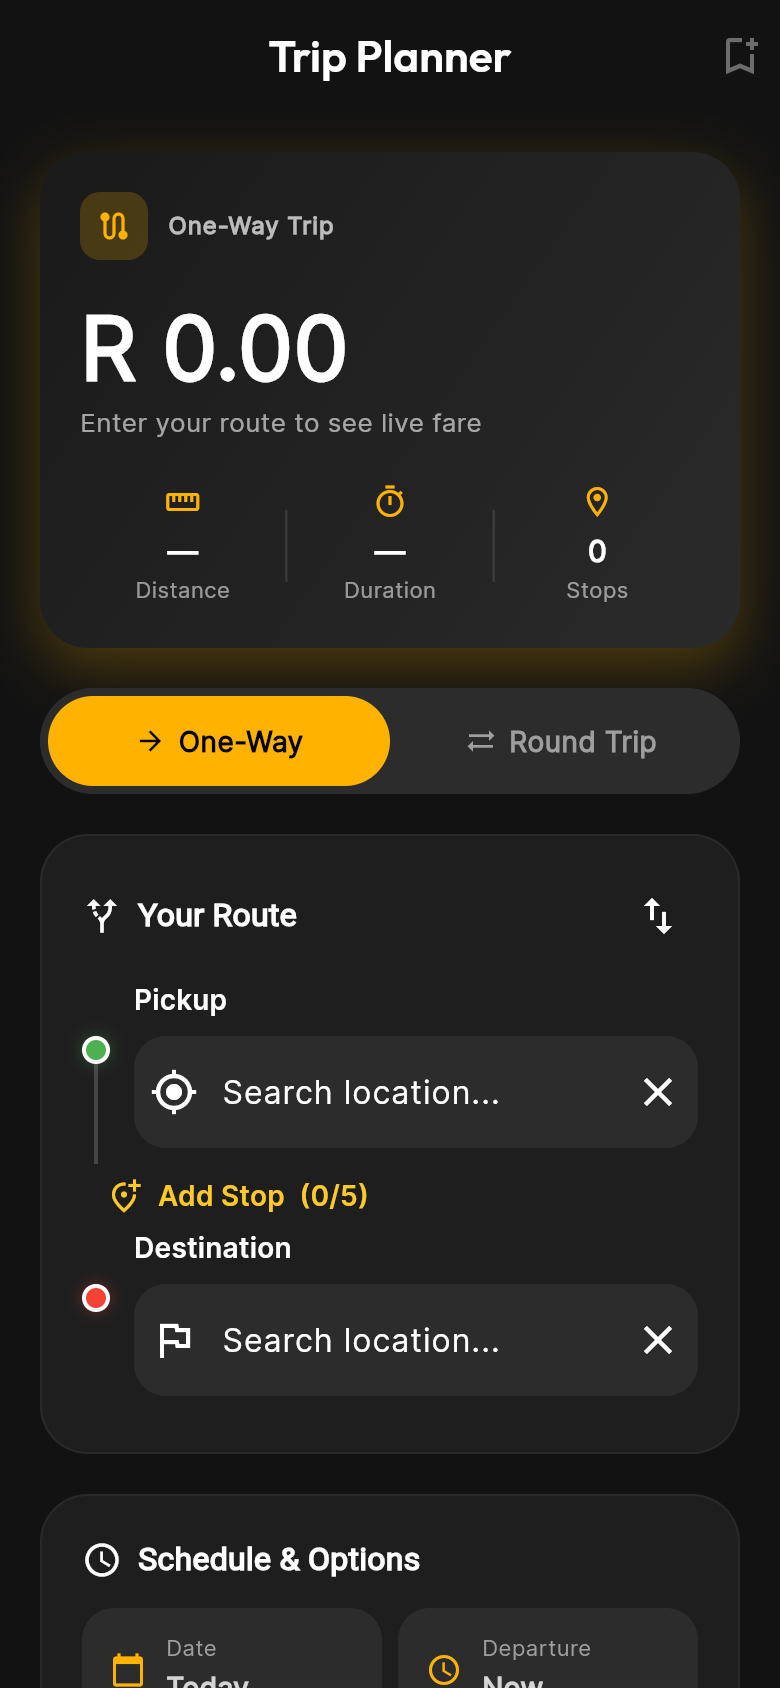 Trip Planner
One-Way Trip
R 0.00
Enter your route to see live fare
— — 0
Distance Duration Stops
One-Way Round Trip
Your Route
Pickup
Search location...
Add Stop (0/5)
Destination
Search location...
Schedule & Options
Date Departure
Today Now